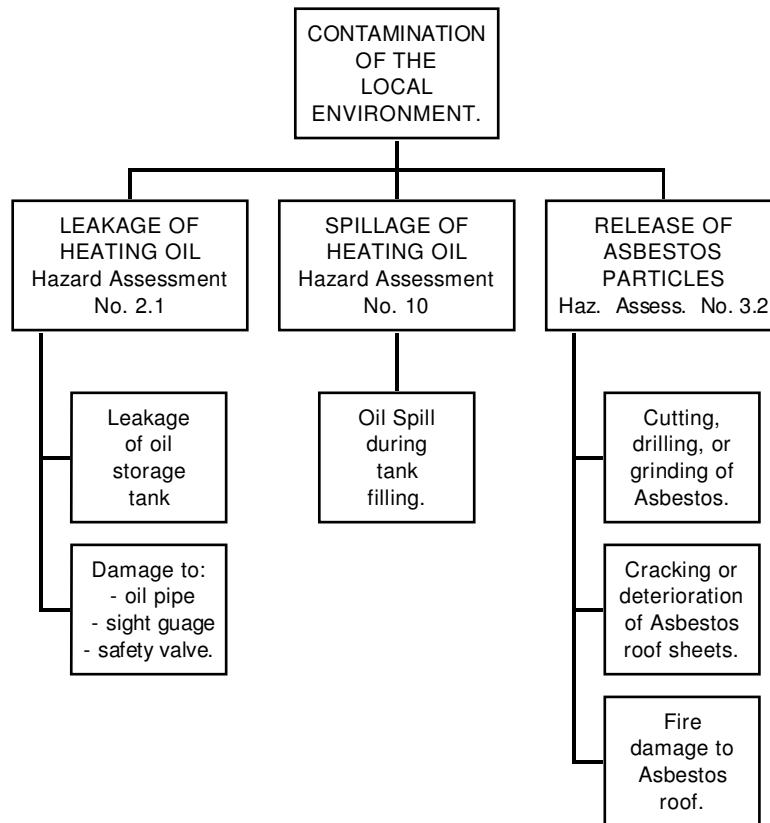 CONTAMINATION
OF THE
LOCAL
ENVIRONMENT.
LEAKAGE OF
HEATING OIL
Hazard Assessment
No. 2.1
SPILLAGE OF
HEATING OIL
Hazard Assessment
No. 10
RELEASE OF
ASBESTOS
PARTICLES
Haz. Assess. No. 3.2
Leakage
of oil
storage
tank
Damage to:
- oil pipe
- sight guage
- safety valve.
Oil Spill
during
tank
filling.
Cutting,
drilling, or
grinding of
Asbestos.
Cracking or
deterioration
of Asbestos
roof sheets.
Fire
damage to
Asbestos
roof.